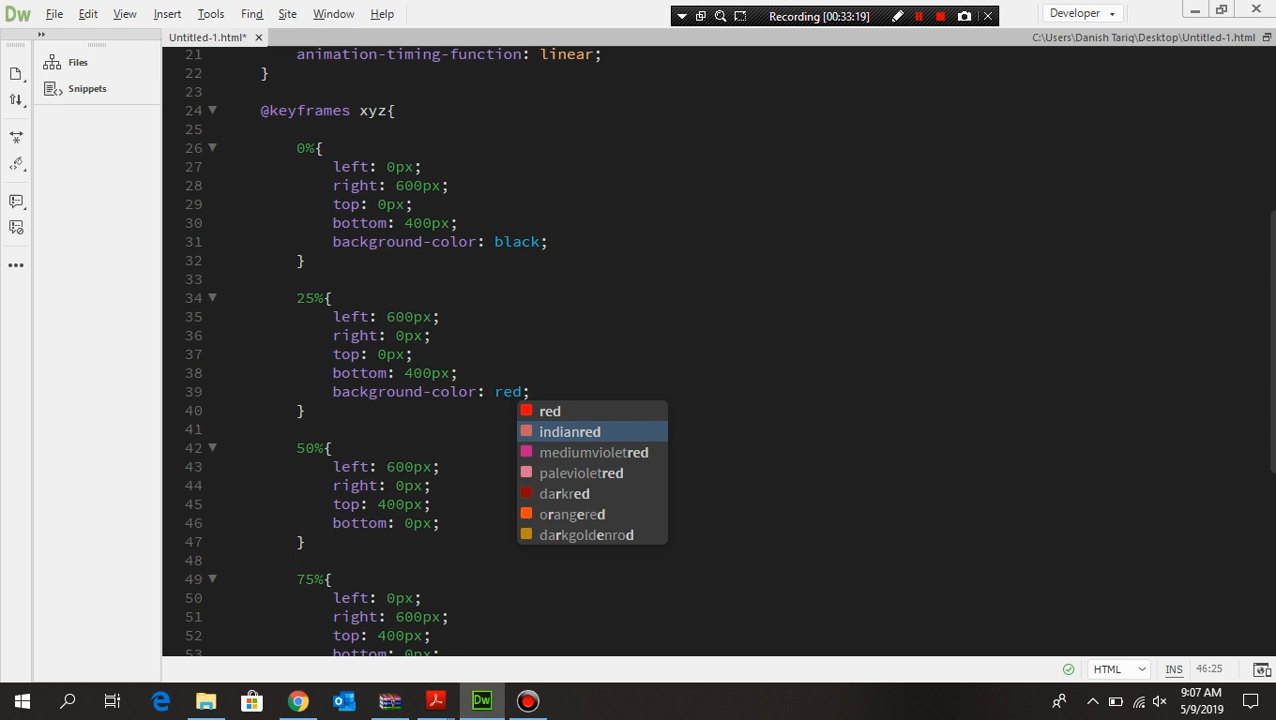 Dw File Edit View Insert Tools Find Site Window Help
Recording [00:33:19]
Developer
Untitled-1.html*
C:\Users\Danish Tariq\Desktop\Untitled-1.html
Files
Snippets
21 animation-timing-function: linear;
22 }
23
24 @keyframes xyz{
25
26 0%{
27 left: 0px;
28 right: 600px;
29 top: 0px;
30 bottom: 400px;
31 background-color: black;
32 }
33
34 25%{
35 left: 600px;
36 right: 0px;
37 top: 0px;
38 bottom: 400px;
39 background-color: red;
40 }
red
41
indianred
42 50%{
mediumvioletred
43 left: 600px;
palevioletred
44 right: 0px;
darkred
45 top: 400px;
orangered
46 bottom: 0px;
darkgoldenrod
47 }
48
49 75%{
50 left: 0px;
51 right: 600px;
52 top: 400px;
53 bottom: 0px;
HTML INS 46:25
Dw
9:07 AM
5/9/2019